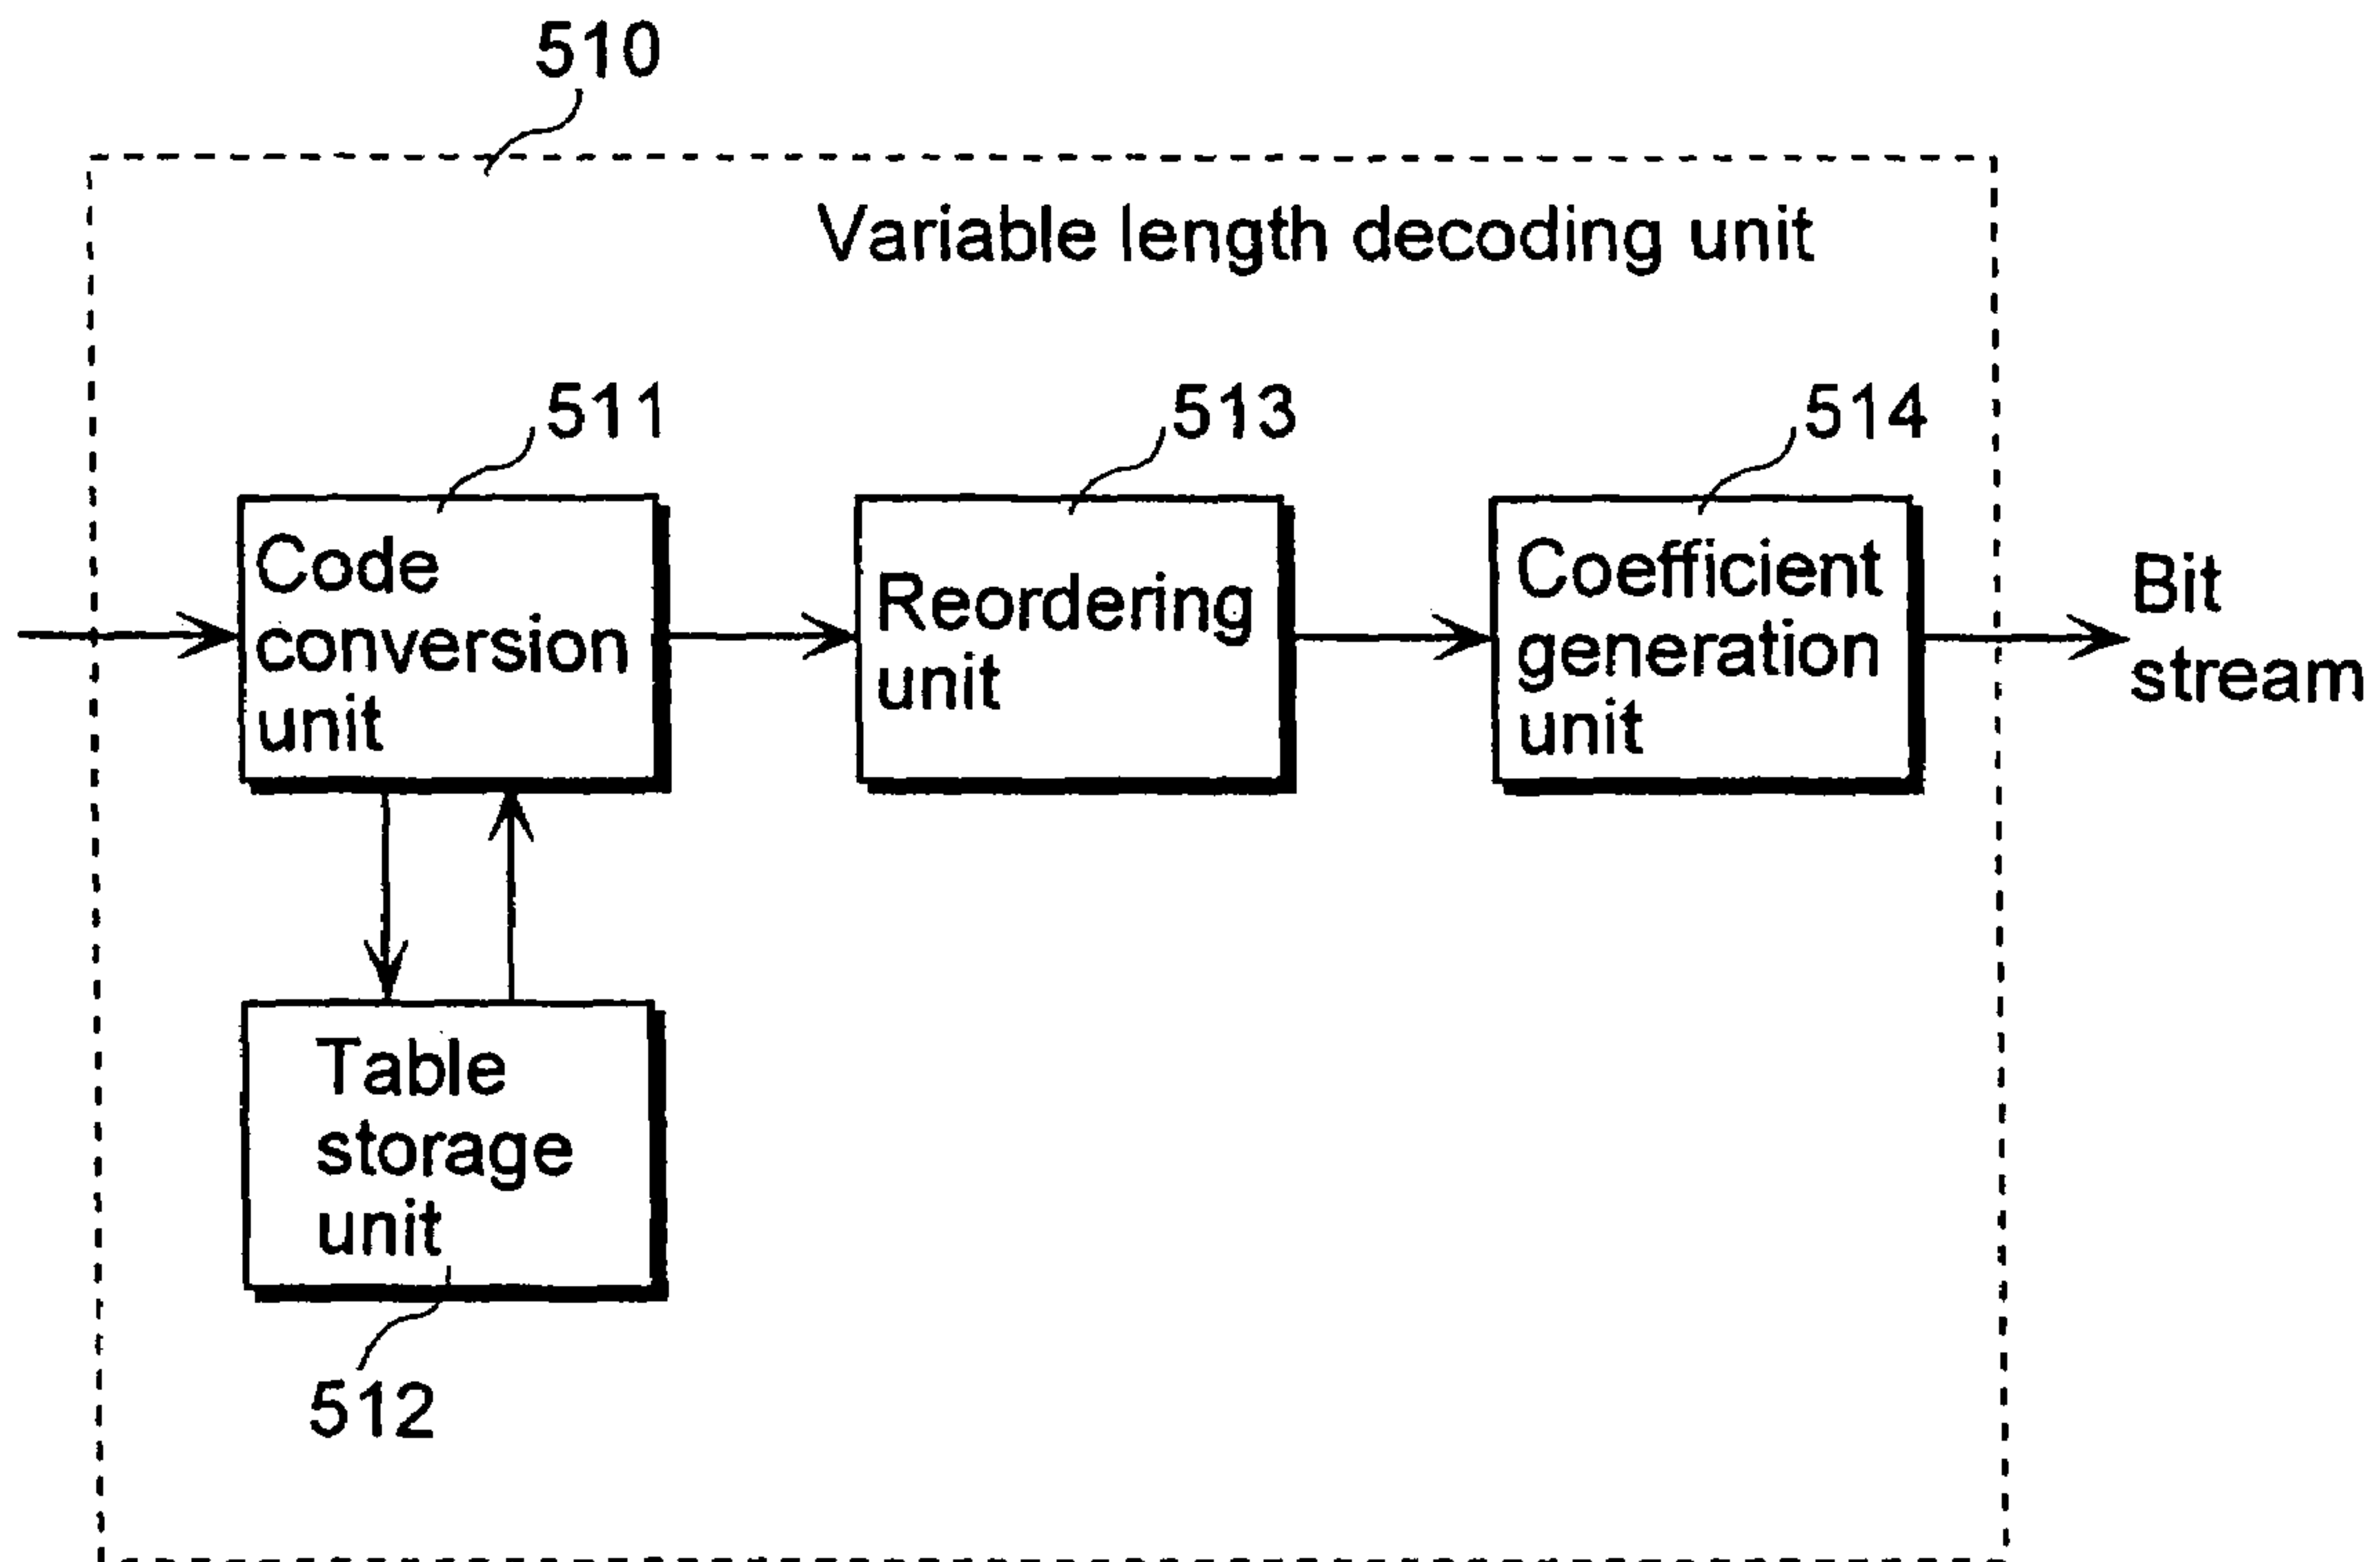 510
Variable length decoding unit
511
513
514
Code
conversion
unit
Reordering
unit
Coefficient
generation
unit
Bit
stream
Table
storage
unit
512